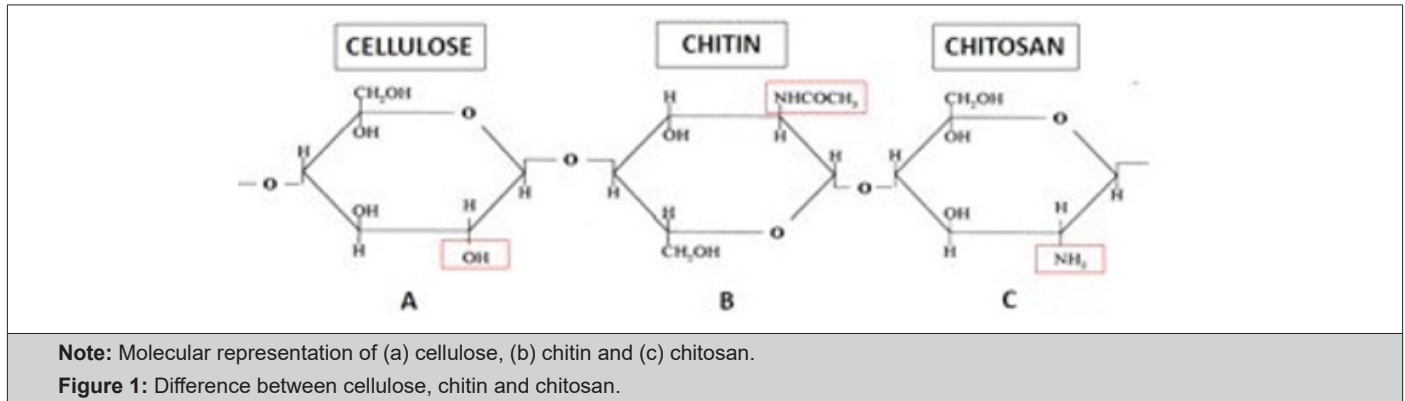 CELLULOSE CHITIN CHITOSAN
CH₂OH H NHCOCH₃ CH₂OH
O O
OH OH H OH
H H H
O O
H H H
O O
OH H H OH H
H O
H OH CH₂OH H NH₂
A B C
Note: Molecular representation of (a) cellulose, (b) chitin and (c) chitosan.
Figure 1: Difference between cellulose, chitin and chitosan.